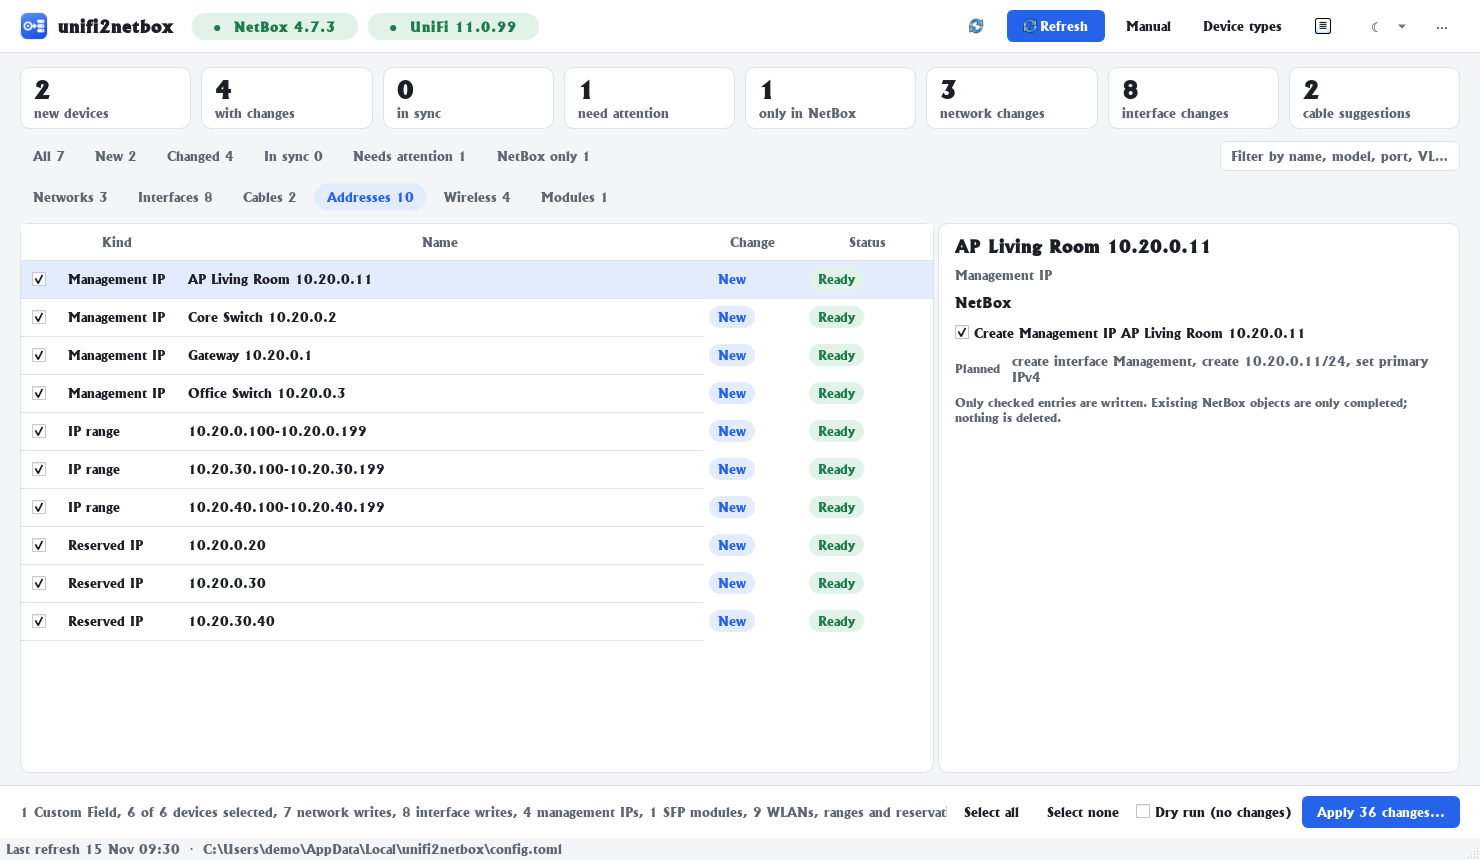 unifi2netbox
● NetBox 4.7.3
● UniFi 11.0.99
Refresh
Manual
Device types
...
2
new devices
4
with changes
0
in sync
1
need attention
1
only in NetBox
3
network changes
8
interface changes
2
cable suggestions
All 7
New 2
Changed 4
In sync 0
Needs attention 1
NetBox only 1
Filter by name, model, port, VL...
Networks 3
Interfaces 8
Cables 2
Addresses 10
Wireless 4
Modules 1
Kind Name Change Status
Management IP AP Living Room 10.20.0.11 New Ready
Management IP Core Switch 10.20.0.2 New Ready
Management IP Gateway 10.20.0.1 New Ready
Management IP Office Switch 10.20.0.3 New Ready
IP range 10.20.0.100-10.20.0.199 New Ready
IP range 10.20.30.100-10.20.30.199 New Ready
IP range 10.20.40.100-10.20.40.199 New Ready
Reserved IP 10.20.0.20 New Ready
Reserved IP 10.20.0.30 New Ready
Reserved IP 10.20.30.40 New Ready
AP Living Room 10.20.0.11
Management IP
NetBox
Create Management IP AP Living Room 10.20.0.11
Planned create interface Management, create 10.20.0.11/24, set primary
IPv4
Only checked entries are written. Existing NetBox objects are only completed;
nothing is deleted.
1 Custom Field, 6 of 6 devices selected, 7 network writes, 8 interface writes, 4 management IPs, 1 SFP modules, 9 WLANs, ranges and reservati
Select all
Select none
Dry run (no changes)
Apply 36 changes...
Last refresh 15 Nov 09:30 · C:\Users\demo\AppData\Local\unifi2netbox\config.toml